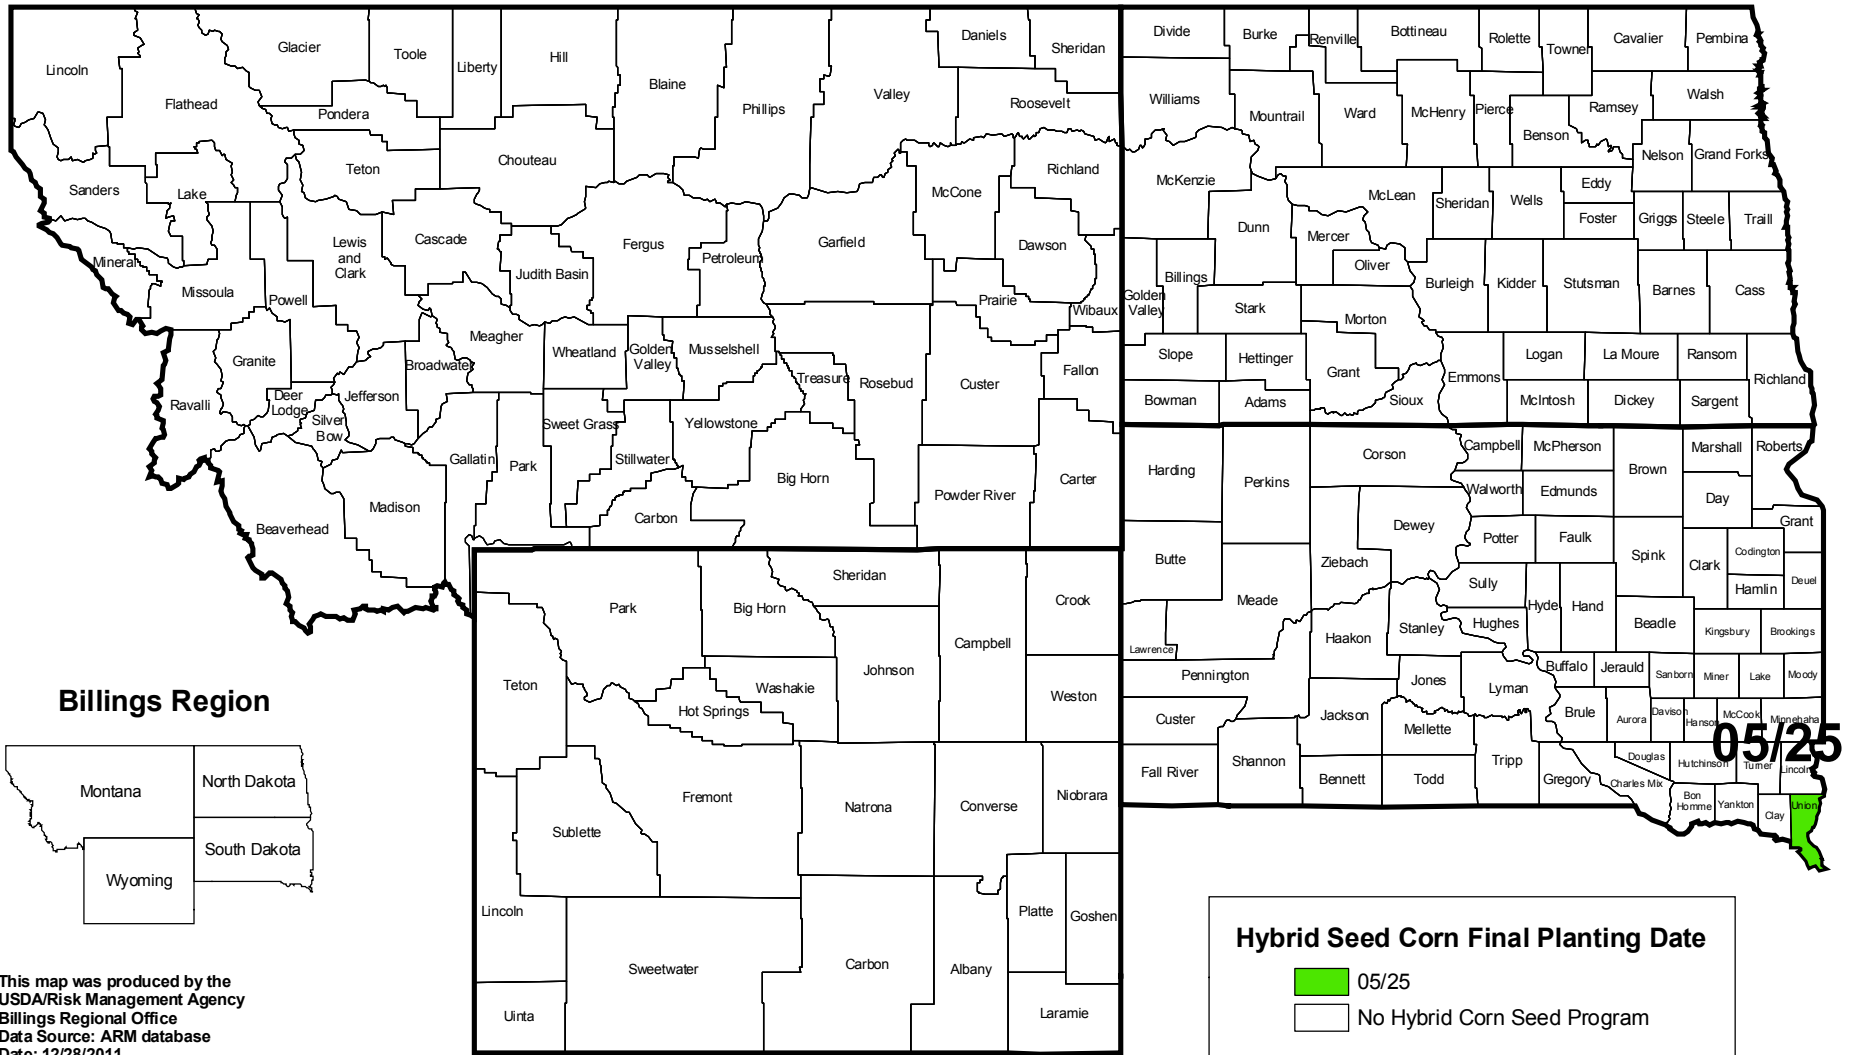 Lincoln
Glacier
Toole
Liberty
Hill
Blaine
Daniels
Sheridan
Flathead
Pondera
Phillips
Valley
Roosevelt
Teton
Chouteau
Sanders
Lake
McCone
Richland
Lewis
and
Clark
Cascade
Fergus
Petroleum
Garfield
Dawson
Mineral
Judith Basin
Missoula
Powell
Prairie
Wibaux
Meagher
Granite
Broadwater
Wheatland
Golden
Valley
Musselshell
Treasure
Rosebud
Custer
Fallon
Ravalli
Deer
Lodge
Jefferson
Silver
Bow
Sweet Grass
Yellowstone
Gallatin
Park
Stillwater
Big Horn
Powder River
Carter
Madison
Carbon
Beaverhead
Divide
Burke
Renville
Bottineau
Rolette
Towner
Cavalier
Pembina
Williams
Mountrail
Ward
McHenry
Pierce
Benson
Ramsey
Walsh
Nelson
Grand Forks
McKenzie
McLean
Sheridan
Wells
Eddy
Foster
Griggs
Steele
Traill
Dunn
Mercer
Oliver
Billings
Golden
Valley
Stark
Morton
Burleigh
Kidder
Stutsman
Barnes
Cass
Slope
Hettinger
Grant
Emmons
Logan
La Moure
Ransom
Richland
Bowman
Adams
Sioux
McIntosh
Dickey
Sargent
Harding
Perkins
Corson
Campbell
McPherson
Brown
Marshall
Roberts
Walworth
Edmunds
Day
Dewey
Grant
Butte
Ziebach
Potter
Faulk
Spink
Clark
Codington
Hamlin
Deuel
Meade
Sully
Hyde
Hand
Beadle
Kingsbury
Brookings
Lawrence
Haakon
Stanley
Hughes
Pennington
Jones
Lyman
Buffalo
Jerauld
Sanborn
Miner
Lake
Moody
Custer
Jackson
Mellette
Brule
Aurora
Davison
Hanson
McCook
Minnehaha
05/25
Fall River
Shannon
Bennett
Todd
Tripp
Gregory
Douglas
Charles Mix
Hutchinson
Turner
Lincoln
Bon
Homme
Yankton
Clay
Union
Park
Big Horn
Sheridan
Crook
Campbell
Johnson
Teton
Washakie
Hot Springs
Weston
Fremont
Natrona
Converse
Niobrara
Sublette
Lincoln
Platte
Goshen
Sweetwater
Carbon
Albany
Uinta
Laramie
Billings Region
Montana
North Dakota
South Dakota
Wyoming
This map was produced by the
USDA/Risk Management Agency
Billings Regional Office
Data Source: ARM database
Date: 12/28/2011
Hybrid Seed Corn Final Planting Date
05/25
No Hybrid Corn Seed Program